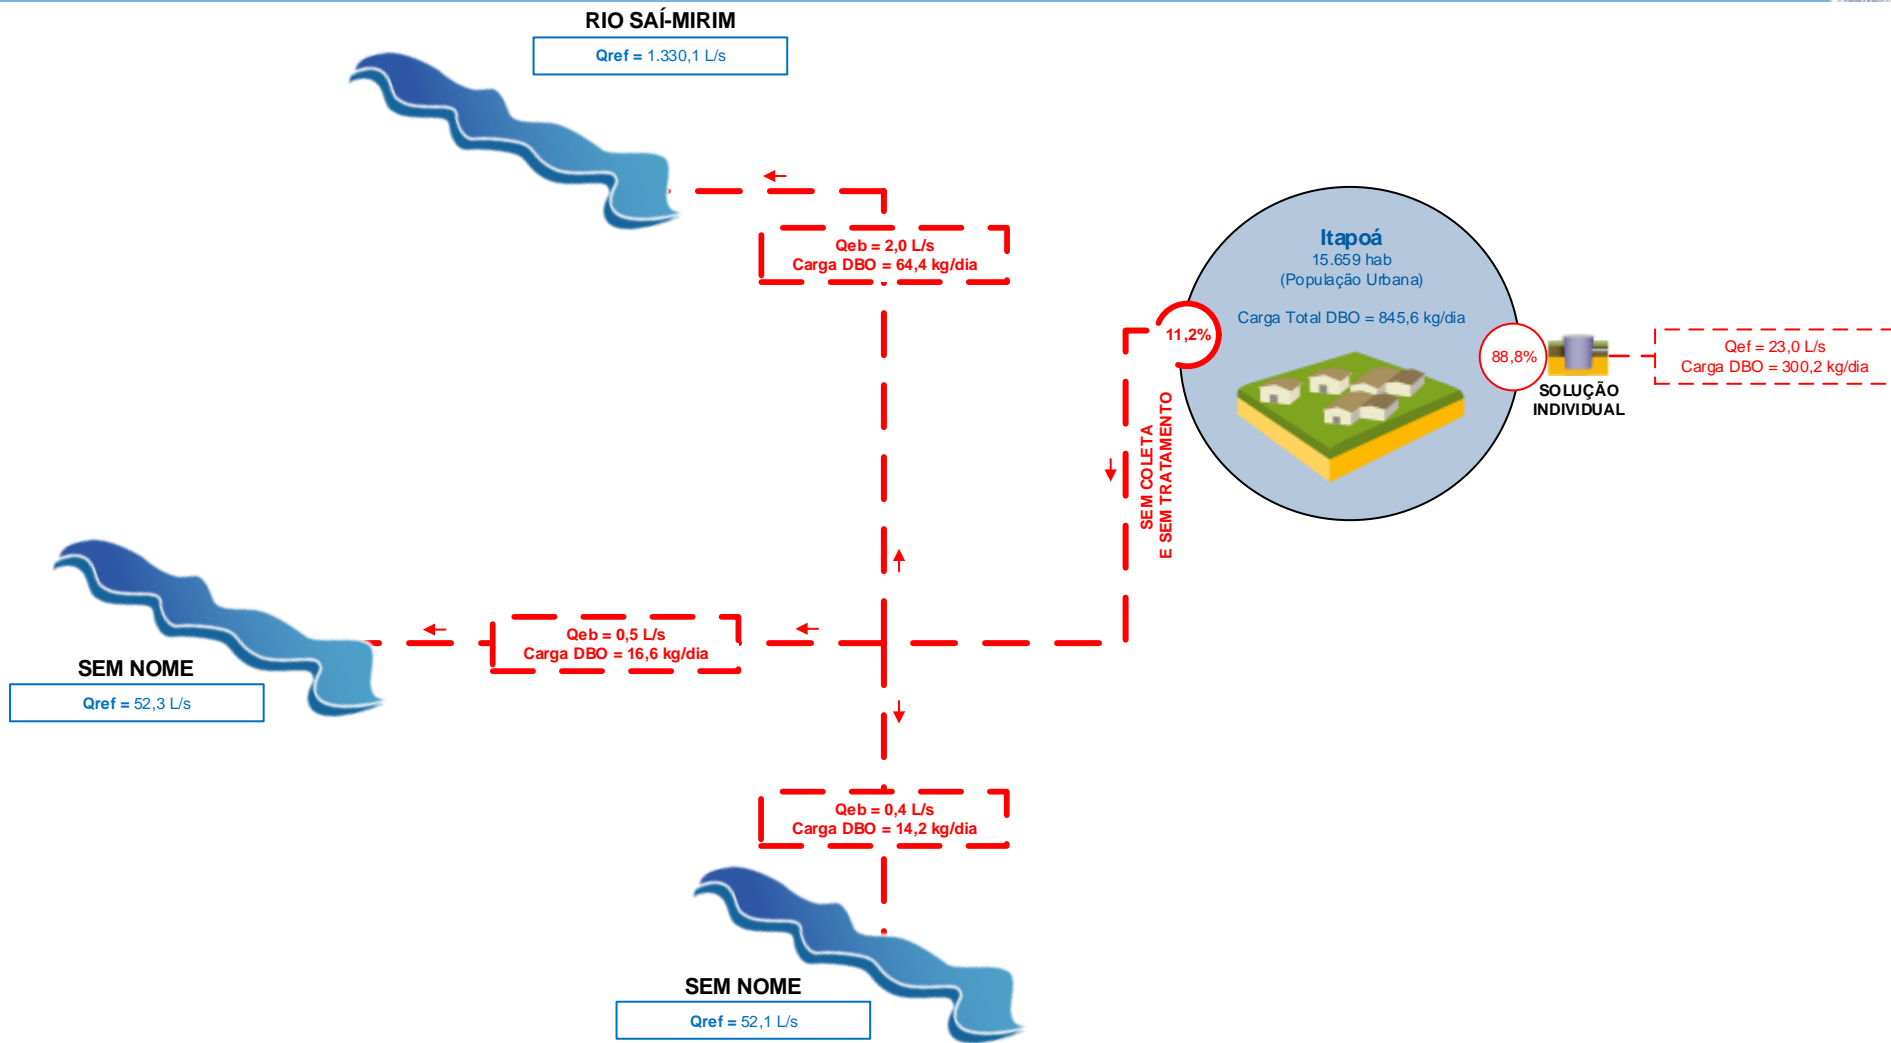 RIO SAÍ-MIRIM
Qref = 1.330,1 L/s
Qeb = 2,0 L/s
Carga DBO = 64,4 kg/dia
Itapoá
15.659 hab
(População Urbana)
Carga Total DBO = 845,6 kg/dia
11,2%
88,8%
SOLUÇÃO
INDIVIDUAL
Qef = 23,0 L/s
Carga DBO = 300,2 kg/dia
SEM COLETA
E SEM TRATAMENTO
Qeb = 0,5 L/s
Carga DBO = 16,6 kg/dia
SEM NOME
Qref = 52,3 L/s
Qeb = 0,4 L/s
Carga DBO = 14,2 kg/dia
SEM NOME
Qref = 52,1 L/s